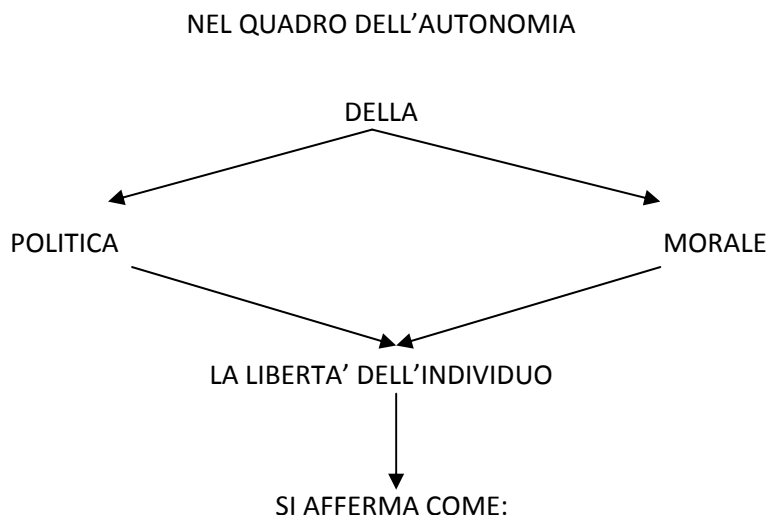 NEL QUADRO DELL’AUTONOMIA
DELLA
POLITICA MORALE
LA LIBERTA’ DELL’INDIVIDUO
SI AFFERMA COME: